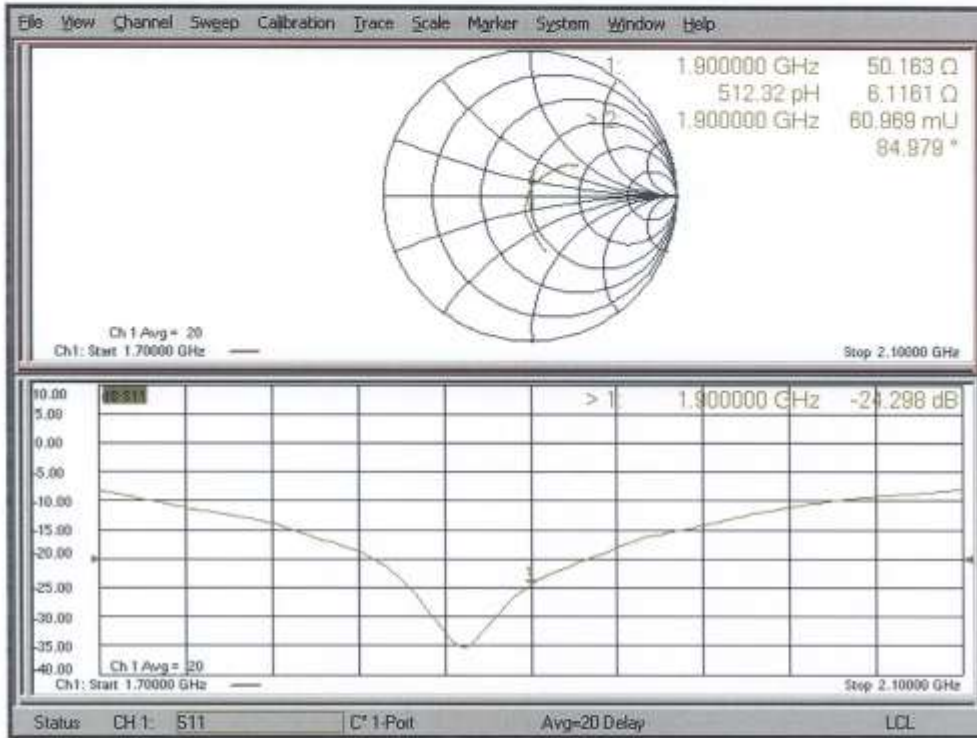 File View Channel Sweep Calibration Trace Scale Marker System Window Help
1: 1.900000 GHz 50.163 Ω
512.32 pH 6.1161 Ω
> 2: 1.900000 GHz 60.969 mU
84.979 °
Ch 1 Avg = 20
Ch1: Start 1.70000 GHz
Stop 2.10000 GHz
10.00
dB S11
> 1: 1.900000 GHz -24.298 dB
5.00
0.00
-5.00
-10.00
-15.00
-20.00
1
-25.00
-30.00
-35.00
-40.00
Ch 1 Avg = 20
Ch1: Start 1.70000 GHz
Stop 2.10000 GHz
Status CH 1: S11 C* 1-Port Avg=20 Delay LCL